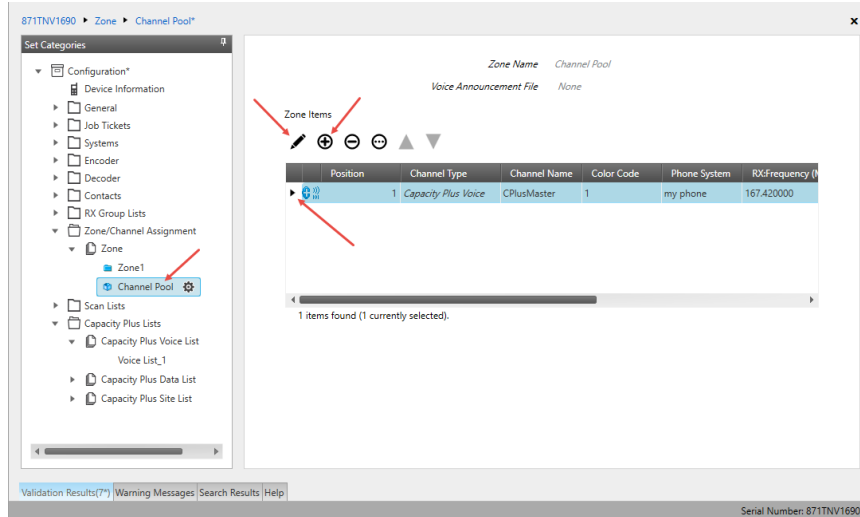 871TNV1690 Zone Channel Pool*
Set Categories
Configuration*
Device Information
General
Job Tickets
Systems
Encoder
Decoder
Contacts
RX Group Lists
Zone/Channel Assignment
Zone
Zone1
Channel Pool
Scan Lists
Capacity Plus Lists
Capacity Plus Voice List
Voice List_1
Capacity Plus Data List
Capacity Plus Site List
Zone Name Channel Pool
Voice Announcement File None
Zone Items
Position Channel Type Channel Name Color Code Phone System RX:Frequency (
1 Capacity Plus Voice CPlusMaster 1 my phone 167.420000
1 items found (1 currently selected).
Validation Results(7*) Warning Messages Search Results Help
Serial Number: 871TNV1690